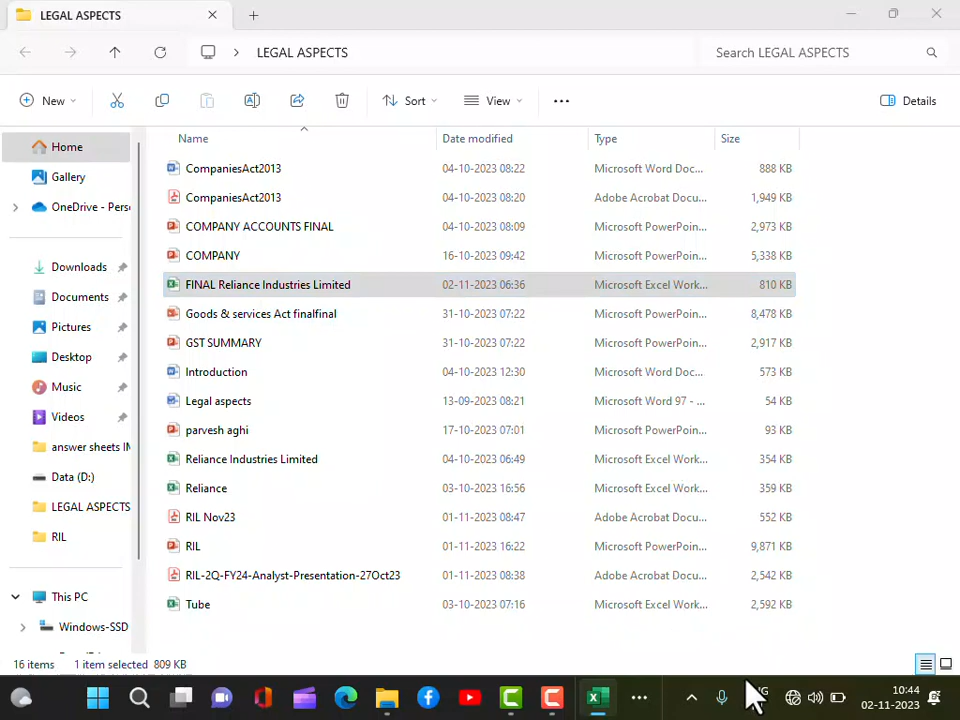 LEGAL ASPECTS
LEGAL ASPECTS
Search LEGAL ASPECTS
New
Sort
View
Details
Name Date modified Type Size
Home
Gallery
OneDrive - Pers
Downloads
Documents
Pictures
Desktop
Music
Videos
answer sheets IM
Data (D:)
LEGAL ASPECTS
RIL
This PC
Windows-SSD
CompaniesAct2013 04-10-2023 08:22 Microsoft Word Doc... 888 KB
CompaniesAct2013 04-10-2023 08:20 Adobe Acrobat Docu... 1,949 KB
COMPANY ACCOUNTS FINAL 04-10-2023 08:09 Microsoft PowerPoin... 2,973 KB
COMPANY 16-10-2023 09:42 Microsoft PowerPoin... 5,338 KB
FINAL Reliance Industries Limited 02-11-2023 06:36 Microsoft Excel Work... 810 KB
Goods & services Act finalfinal 31-10-2023 07:22 Microsoft PowerPoin... 8,478 KB
GST SUMMARY 31-10-2023 07:22 Microsoft PowerPoin... 2,917 KB
Introduction 04-10-2023 12:30 Microsoft Word Doc... 573 KB
Legal aspects 13-09-2023 08:21 Microsoft Word 97 - ... 54 KB
parvesh aghi 17-10-2023 07:01 Microsoft PowerPoin... 93 KB
Reliance Industries Limited 04-10-2023 06:49 Microsoft Excel Work... 354 KB
Reliance 03-10-2023 16:56 Microsoft Excel Work... 359 KB
RIL Nov23 01-11-2023 08:47 Adobe Acrobat Docu... 552 KB
RIL 01-11-2023 16:22 Microsoft PowerPoin... 9,871 KB
RIL-2Q-FY24-Analyst-Presentation-27Oct23 01-11-2023 08:38 Adobe Acrobat Docu... 2,542 KB
Tube 03-10-2023 07:16 Microsoft Excel Work... 2,592 KB
16 items 1 item selected 809 KB
10:44
02-11-2023